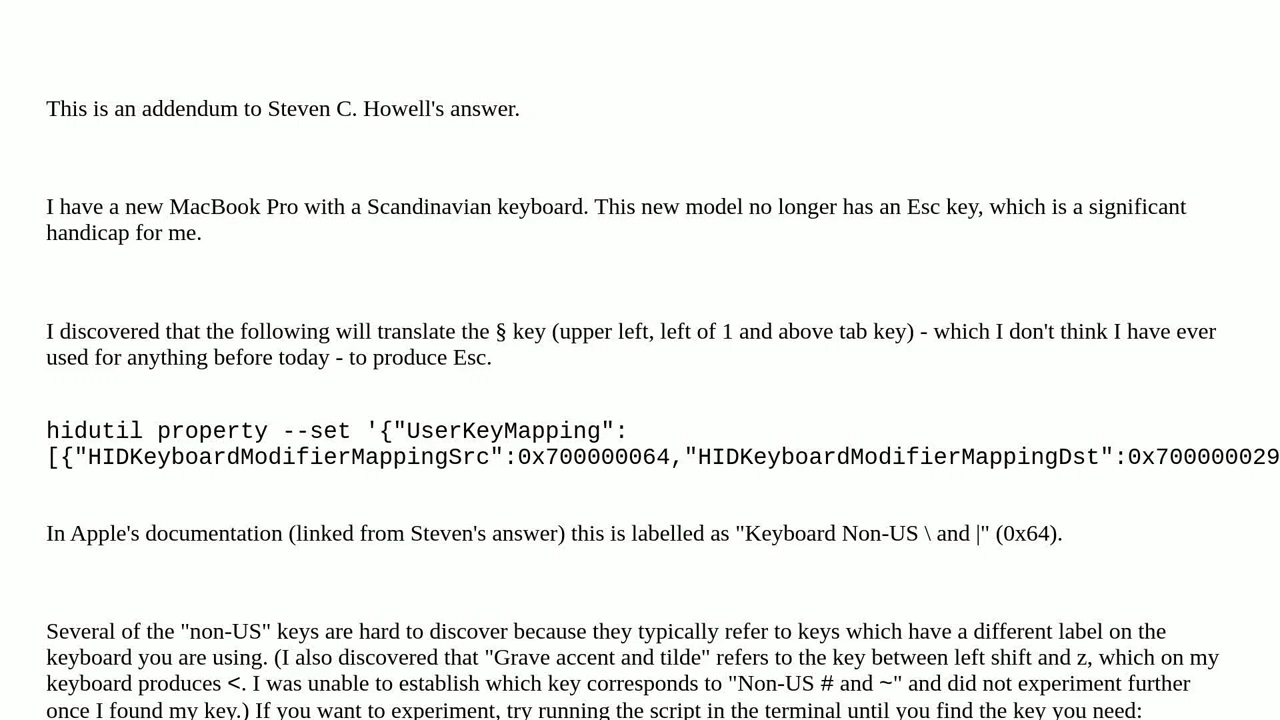 This is an addendum to Steven C. Howell's answer.
I have a new MacBook Pro with a Scandinavian keyboard. This new model no longer has an Esc key, which is a significant
handicap for me.
I discovered that the following will translate the § key (upper left, left of 1 and above tab key) - which I don't think I have ever
used for anything before today - to produce Esc.
hidutil property --set '{"UserKeyMapping":
[{"HIDKeyboardModifierMappingSrc":0x700000064,"HIDKeyboardModifierMappingDst":0x700000029
In Apple's documentation (linked from Steven's answer) this is labelled as "Keyboard Non-US \ and |" (0x64).
Several of the "non-US" keys are hard to discover because they typically refer to keys which have a different label on the
keyboard you are using. (I also discovered that "Grave accent and tilde" refers to the key between left shift and z, which on my
keyboard produces <. I was unable to establish which key corresponds to "Non-US # and ~" and did not experiment further
once I found my key.) If you want to experiment, try running the script in the terminal until you find the key you need: